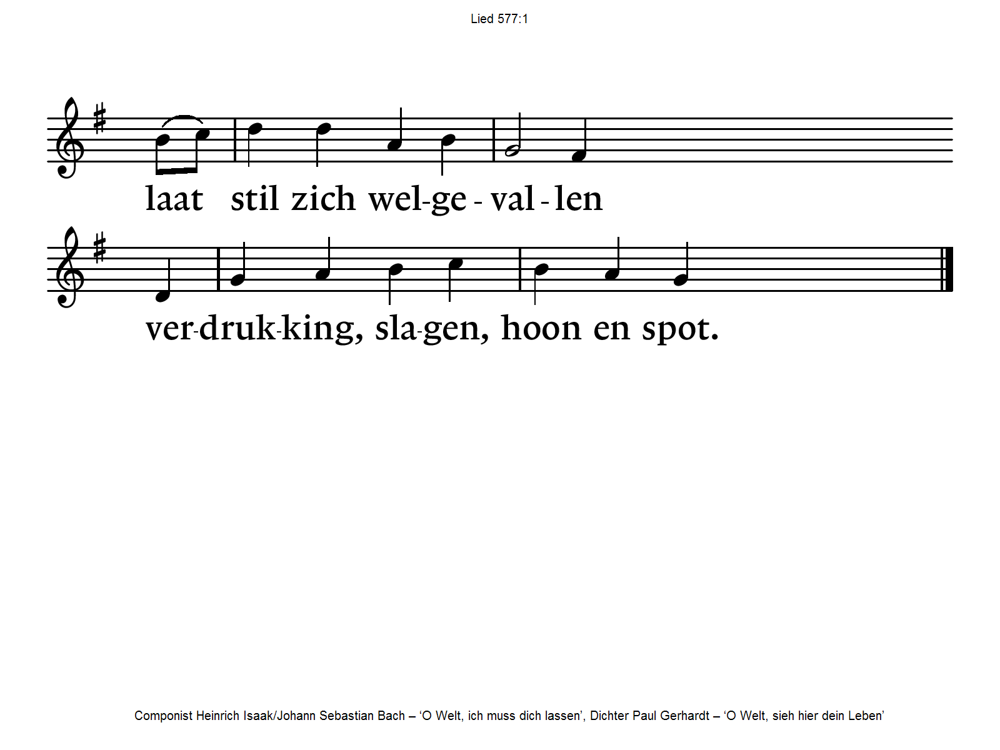 Lied 577:1
laat stil zich wel-ge - val - len
ver-druk-king, sla-gen, hoon en spot.
Componist Heinrich Isaak/Johann Sebastian Bach – ‘O Welt, ich muss dich lassen’, Dichter Paul Gerhardt – ‘O Welt, sieh hier dein Leben’